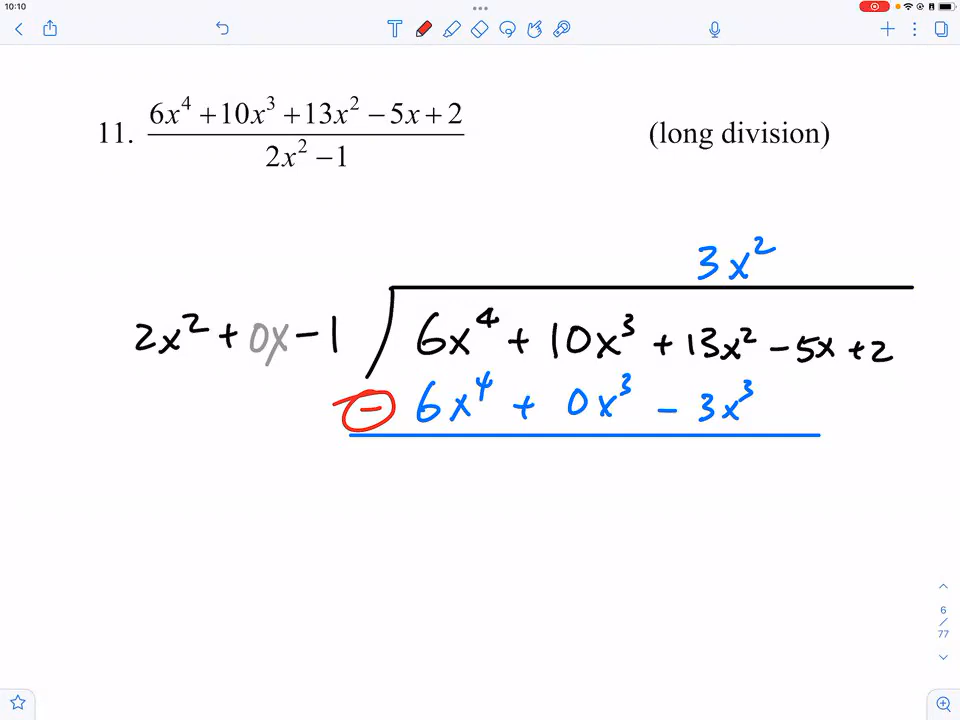 10:10
11. 6x⁴ + 10x³ + 13x² − 5x + 2 (long division)
2x² − 1
3x²
2x² + 0x − 1 6x⁴ + 10x³ + 13x² − 5x + 2
− 6x⁴ + 0x³ − 3x³
6
/
77